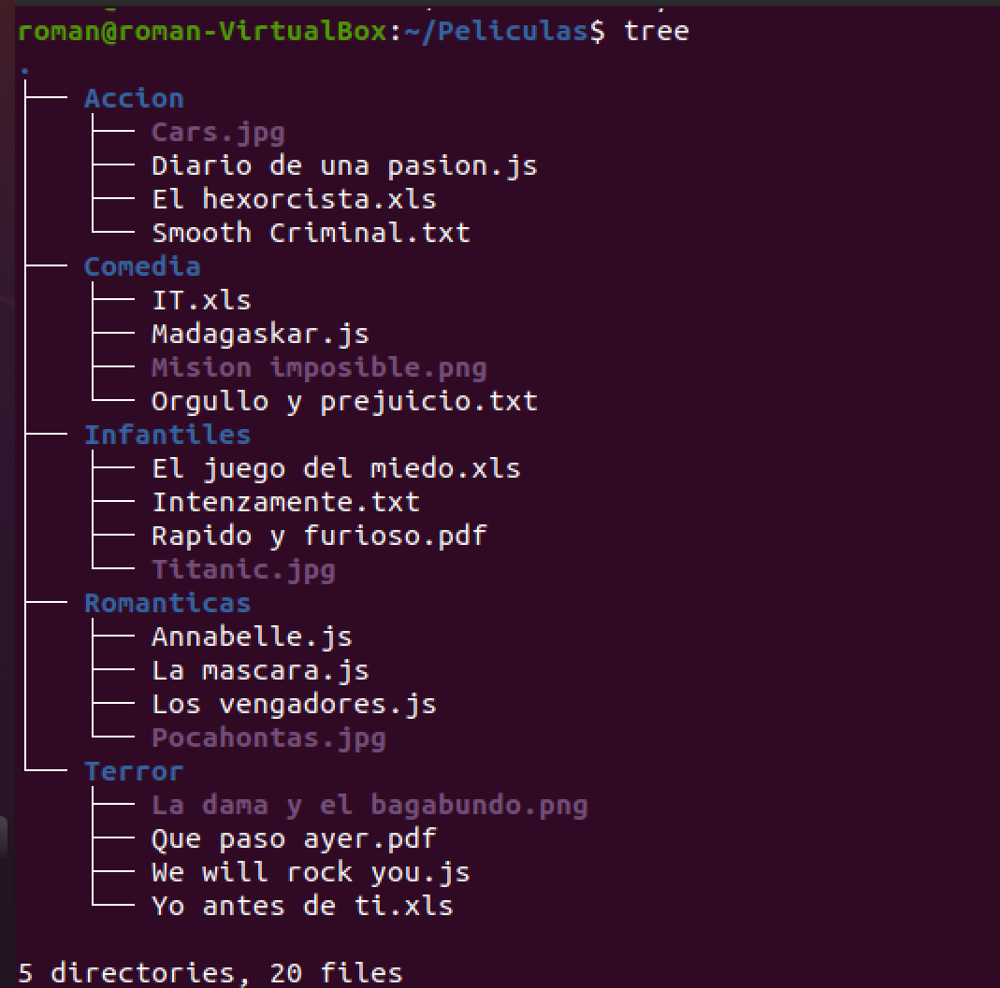 roman@roman-VirtualBox:~/Peliculas$ tree
.
├── Accion
│   ├── Cars.jpg
│   ├── Diario de una pasion.js
│   ├── El hexorcista.xls
│   └── Smooth Criminal.txt
├── Comedia
│   ├── IT.xls
│   ├── Madagaskar.js
│   ├── Mision imposible.png
│   └── Orgullo y prejuicio.txt
├── Infantiles
│   ├── El juego del miedo.xls
│   ├── Intenzamente.txt
│   ├── Rapido y furioso.pdf
│   └── Titanic.jpg
├── Romanticas
│   ├── Annabelle.js
│   ├── La mascara.js
│   ├── Los vengadores.js
│   └── Pocahontas.jpg
└── Terror
    ├── La dama y el bagabundo.png
    ├── Que paso ayer.pdf
    ├── We will rock you.js
    └── Yo antes de ti.xls

5 directories, 20 files